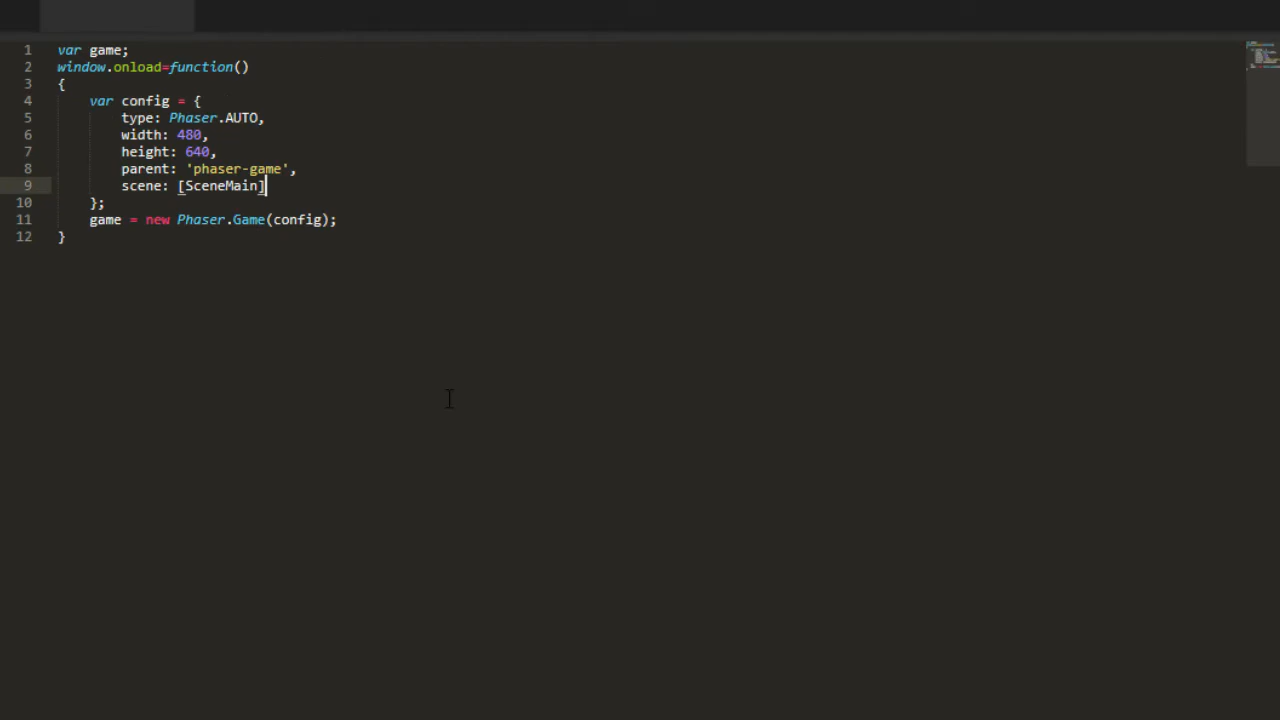 1 var game;
2 window.onload=function()
3 {
4 var config = {
5 type: Phaser.AUTO,
6 width: 480,
7 height: 640,
8 parent: 'phaser-game',
9 scene: [SceneMain]
10 };
11 game = new Phaser.Game(config);
12 }